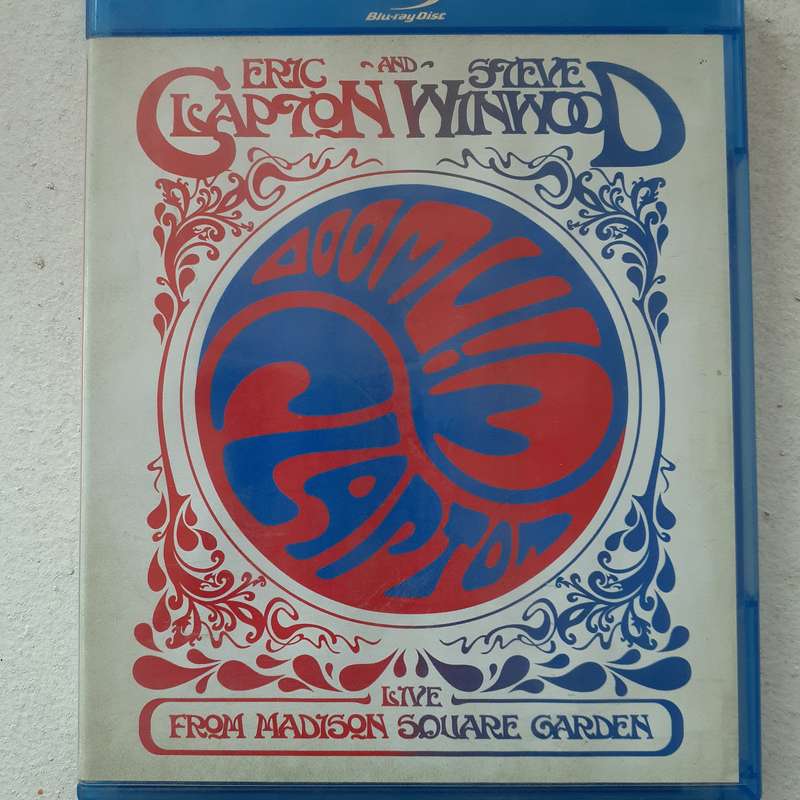 Blu-ray Disc
ERIC AND STEVE
CLAPTON WINWOOD
WINWOOD
CLAPTON
LIVE
FROM MADISON SQUARE GARDEN